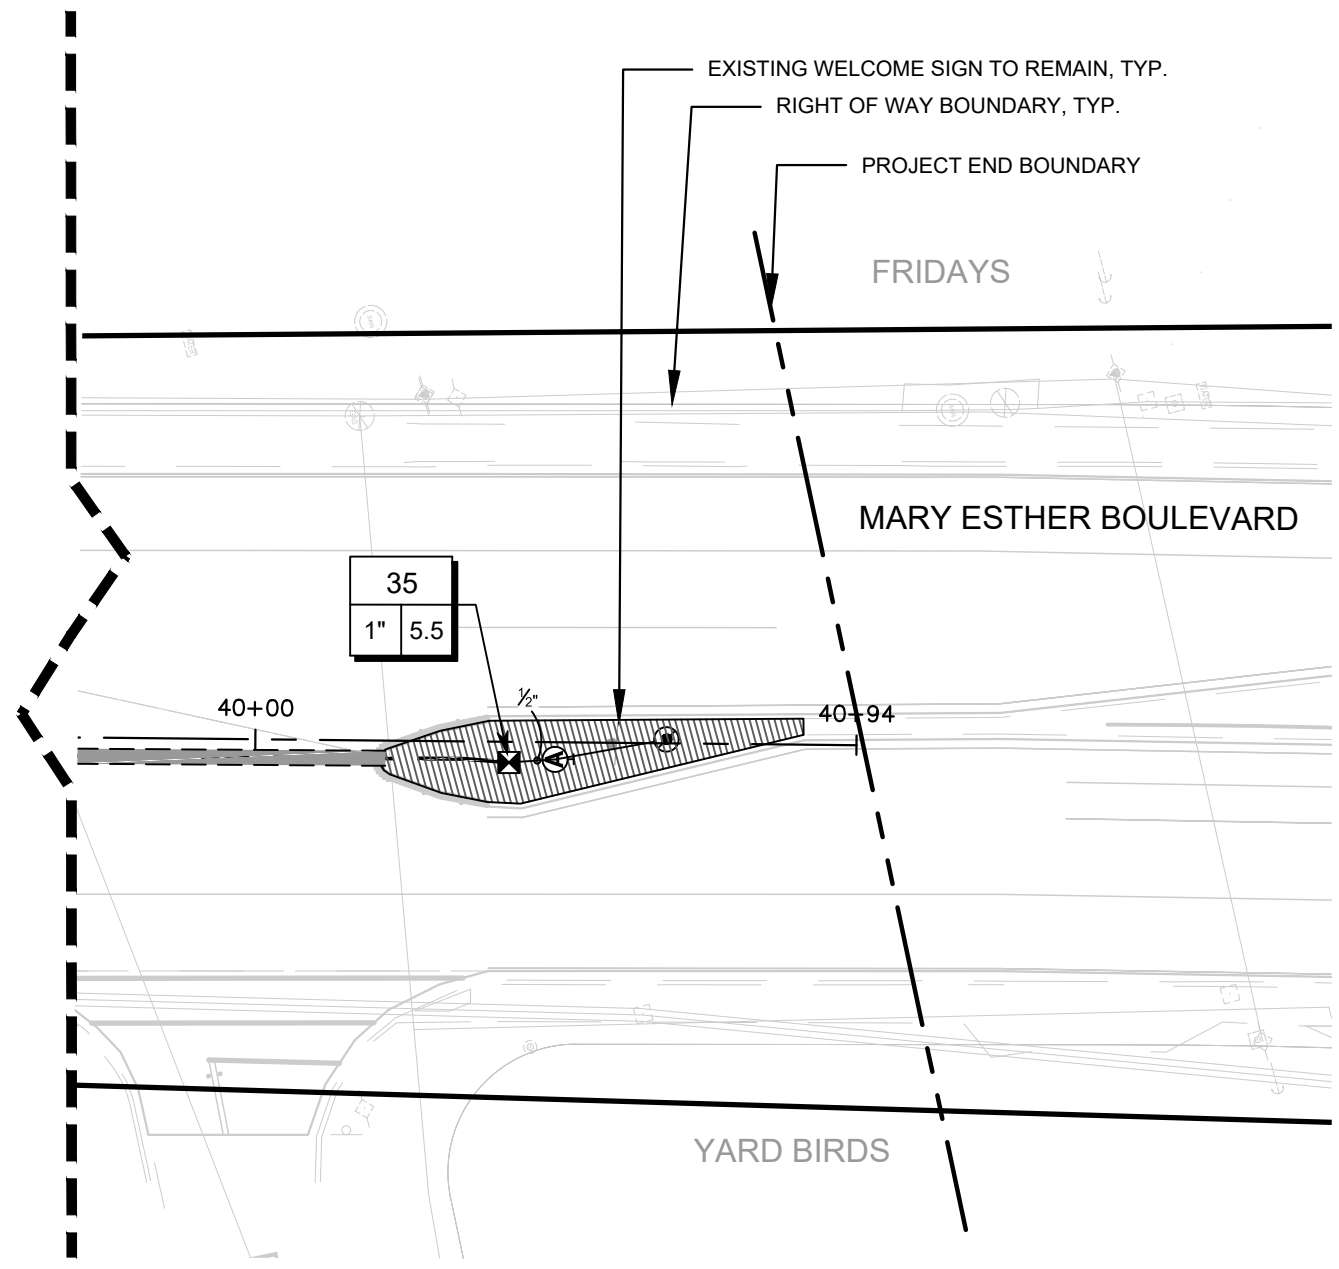 EXISTING WELCOME SIGN TO REMAIN, TYP.
RIGHT OF WAY BOUNDARY, TYP.
PROJECT END BOUNDARY
FRIDAYS
MARY ESTHER BOULEVARD
35
1" 5.5
½"
40+00
40+94
A
YARD BIRDS